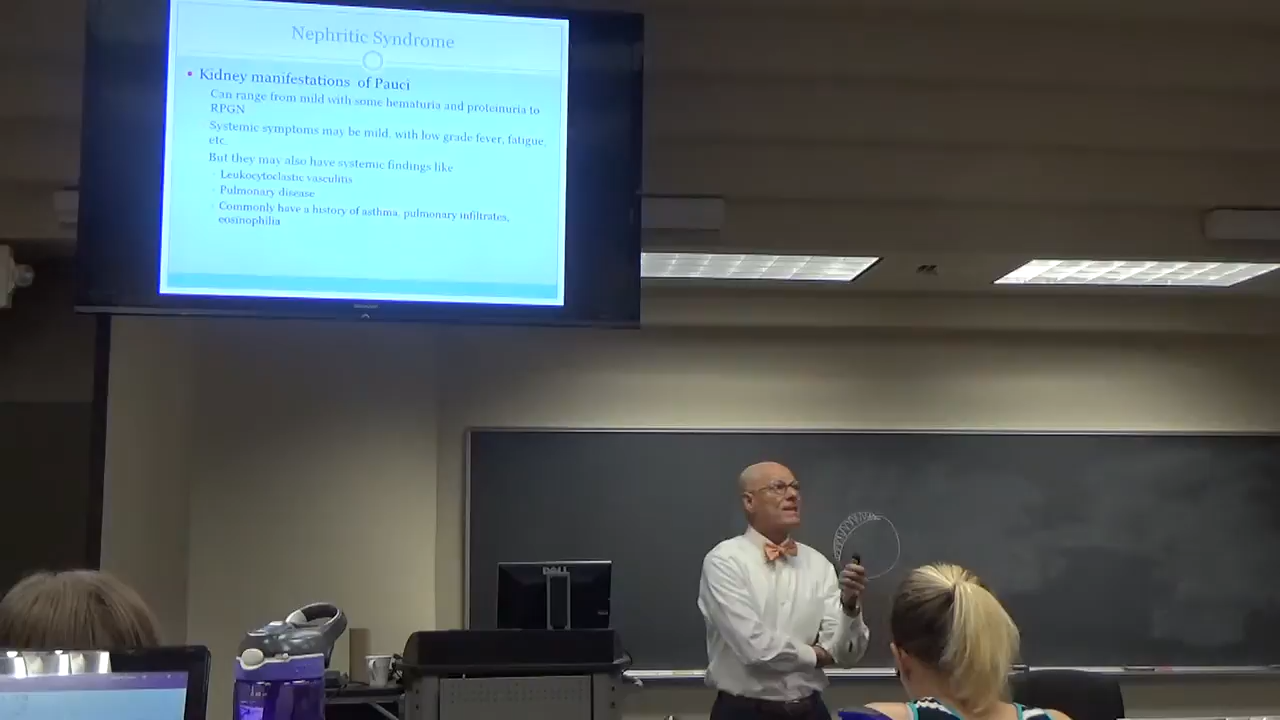 Nephritic Syndrome
Kidney manifestations of Pauci
Can range from mild with some hematuria and proteinuria to
RPGN
Systemic symptoms may be mild, with low grade fever, fatigue,
etc.
But they may also have systemic findings like
Leukocytoclastic vasculitis
Pulmonary disease
Commonly have a history of asthma, pulmonary infiltrates,
eosinophilia
DELL